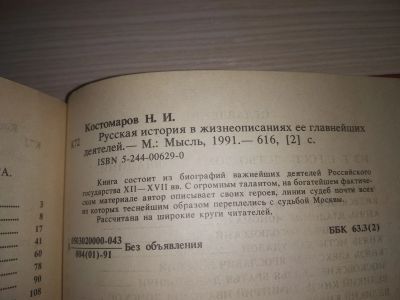 Костомаров Н. И.
К72
Русская история в жизнеописаниях ее главнейших
деятелей.— М.: Мысль, 1991.— 616, [2] с.
ISBN 5-244-00629-0
Книга состоит из биографий важнейших деятелей Российского
государства XII—XVII вв. С огромным талантом, на богатейшем фактиче-
ском материале автор описывает своих героев, линии судеб почти всех
из которых теснейшим образом переплелись с судьбой Москвы.
Рассчитана на широкие круги читателей.
0503020000-043
004(01)-91
Без объявления
ББК 63.3(2)
3
17
41
60
78
90
108